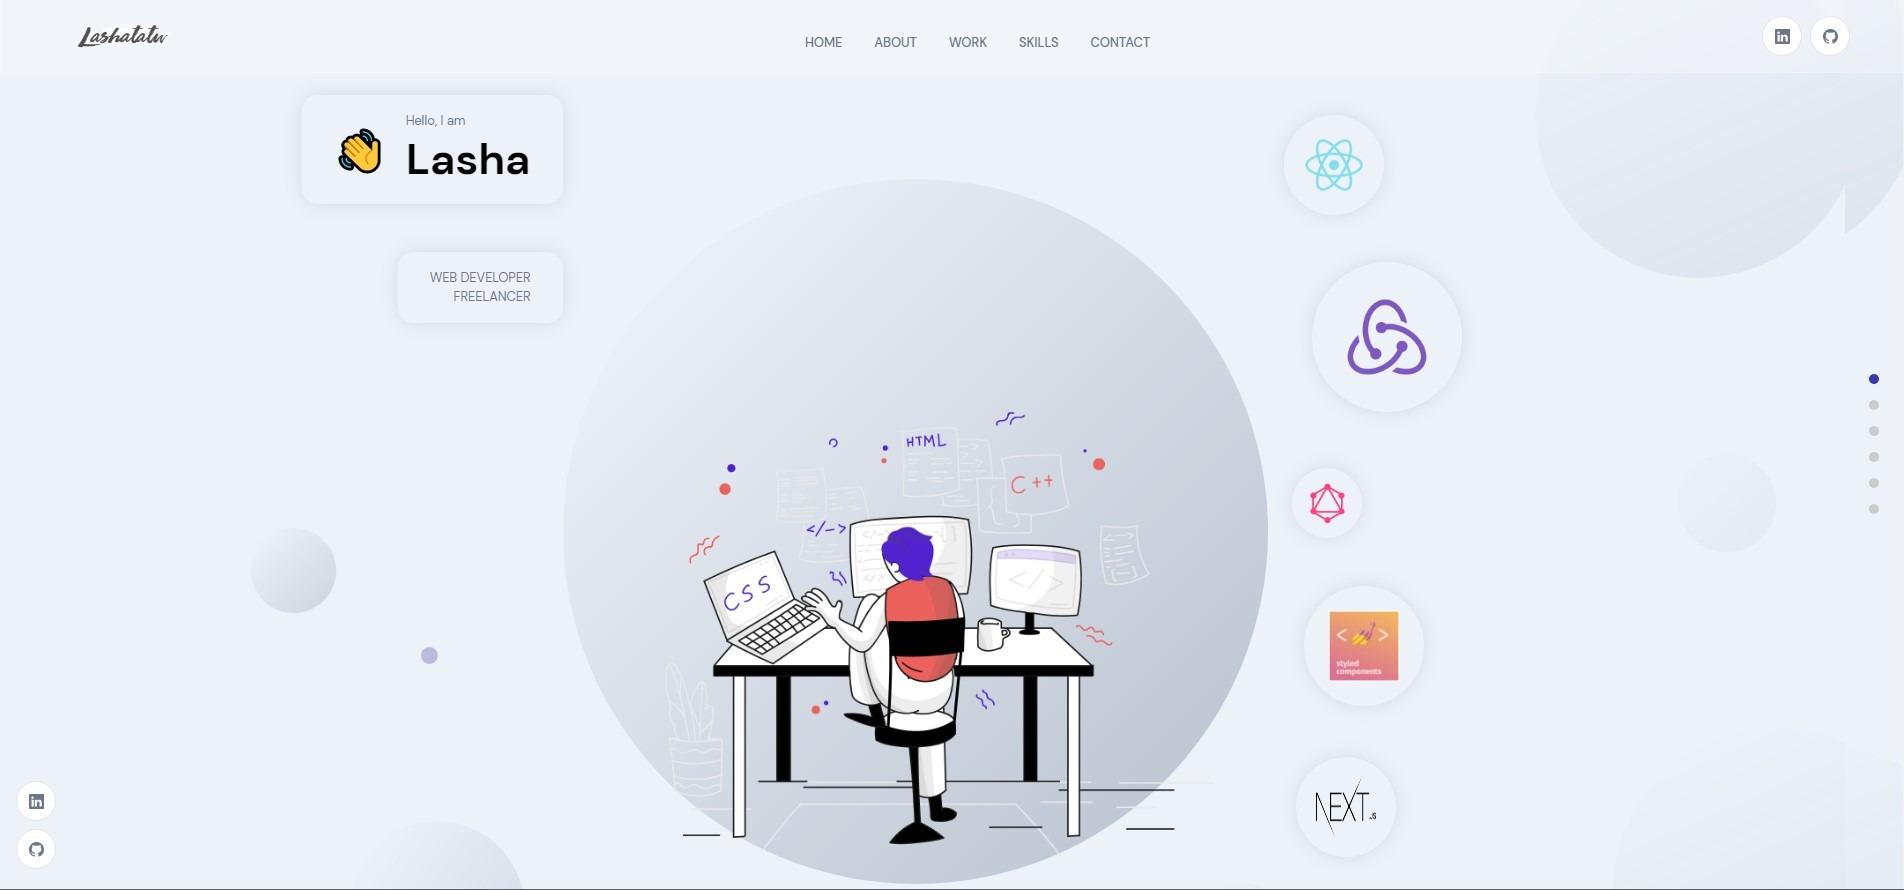 Lashatatu
HOME
ABOUT
WORK
SKILLS
CONTACT
Hello, I am
Lasha
WEB DEVELOPER
FREELANCER
HTML
C ++
</-->
CSS
</>
< >
styled
components
NEXT.JS